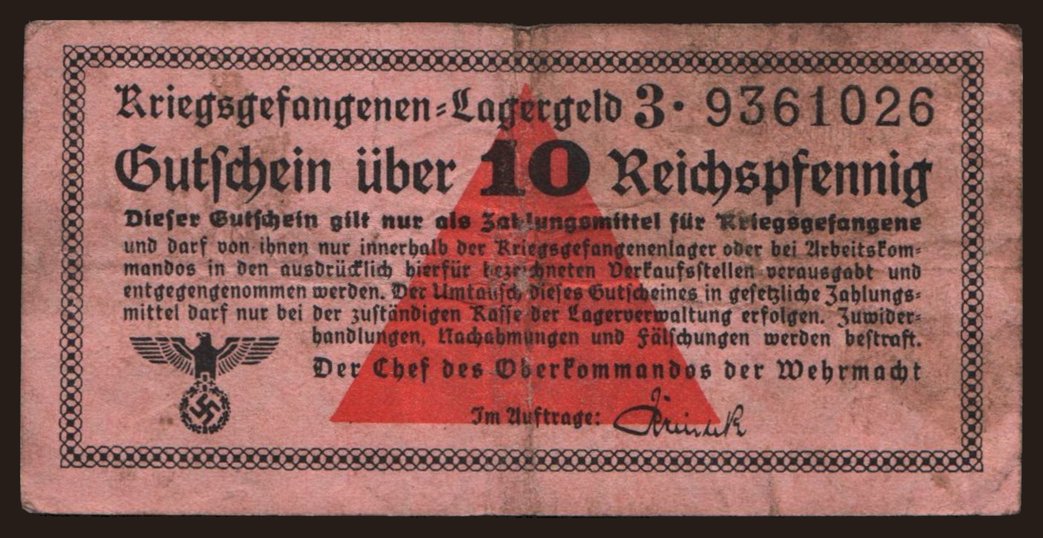 Kriegsgefangenen=Lagergeld 3· 9361026
Gutschein über 10 Reichspfennig
Dieser Gutschein gilt nur als Zahlungsmittel für Kriegsgefangene
und darf von ihnen nur innerhalb der Kriegsgefangenenlager oder bei Arbeitskom=
mandos in den ausdrücklich hierfür bezeichneten Verkaufsstellen verausgabt und
entgegengenommen werden. Der Umtausch dieses Gutscheines in gesetzliche Zahlungs=
mittel darf nur bei der zuständigen Kasse der Lagerverwaltung erfolgen. Zuwider=
handlungen, Nachahmungen und Fälschungen werden bestraft.
Der Chef des Oberkommandos der Wehrmacht
Im Auftrage: